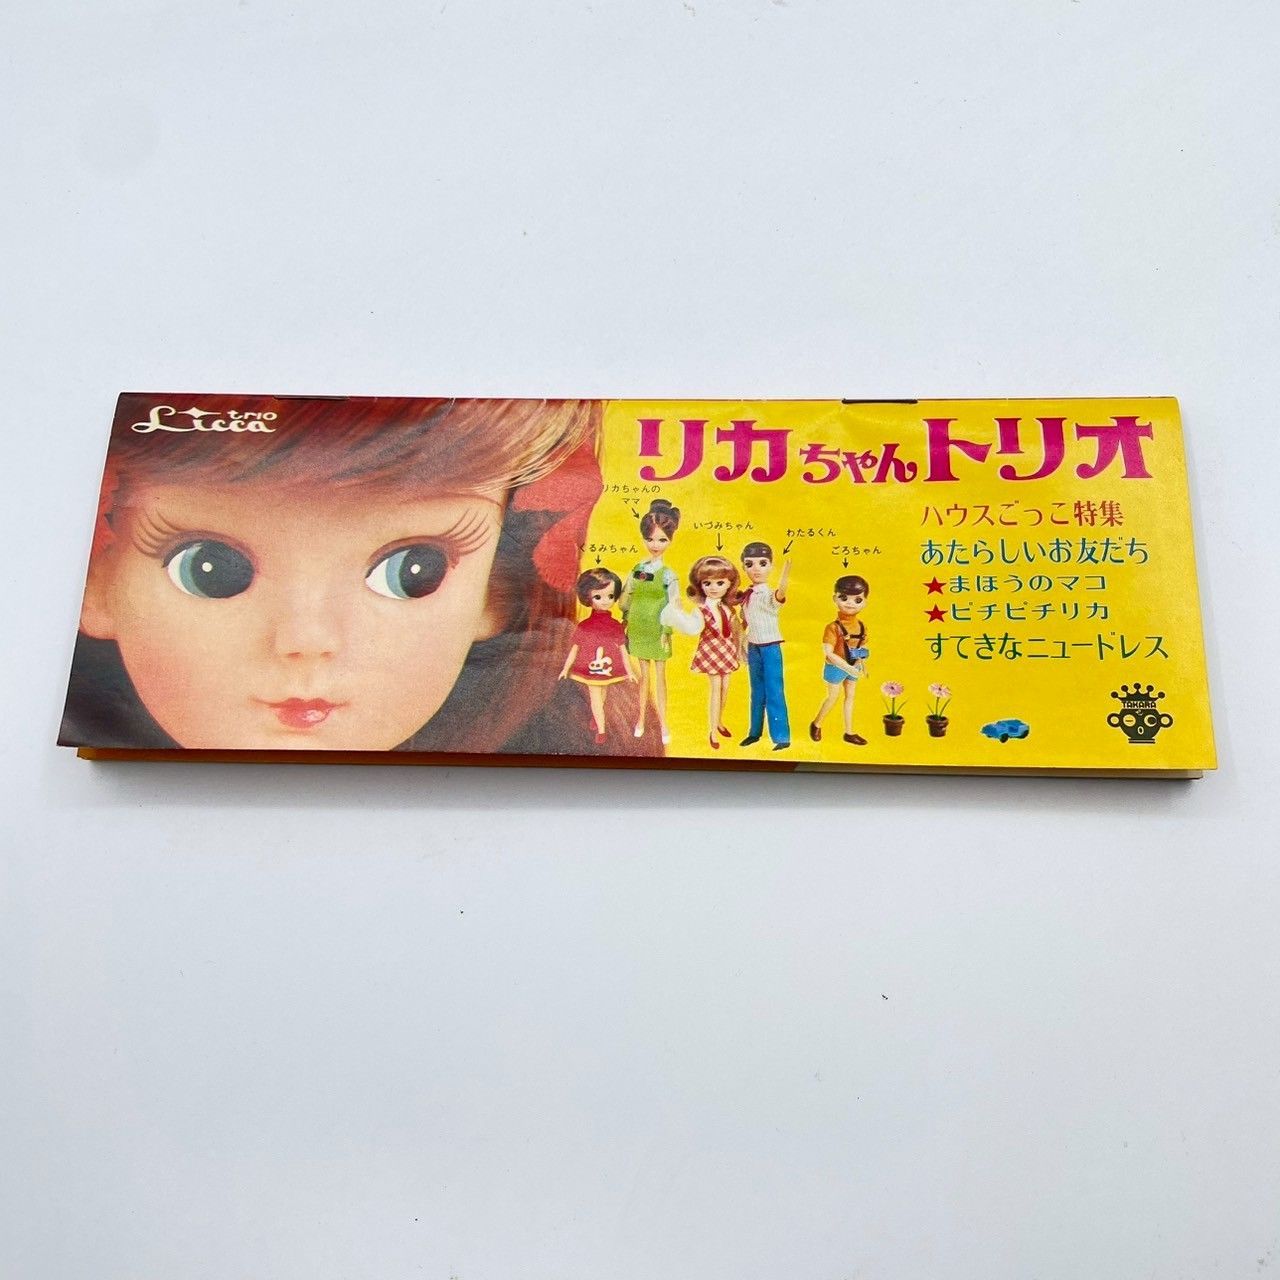 Licca trio
リカちゃんトリオ
リカちゃんの
ママ
くるみちゃん
いづみちゃん
わたるくん
ごろちゃん
ハウスごっこ特集
あたらしいお友だち
★まほうのマコ
★ピチピチリカ
すてきなニュードレス
TAKARA